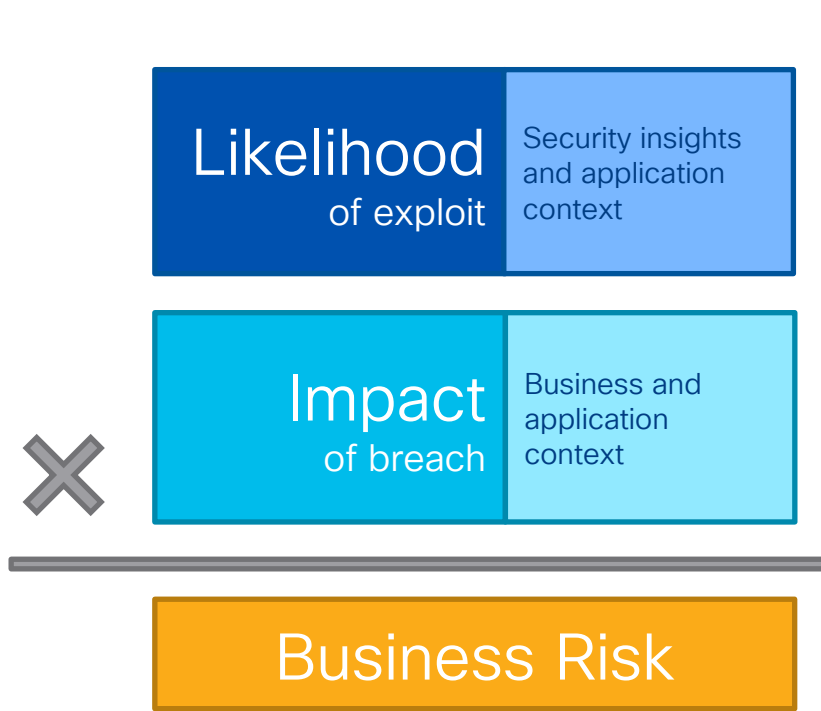 Likelihood
of exploit
Security insights
and application
context
Impact
of breach
Business and
application
context
Business Risk